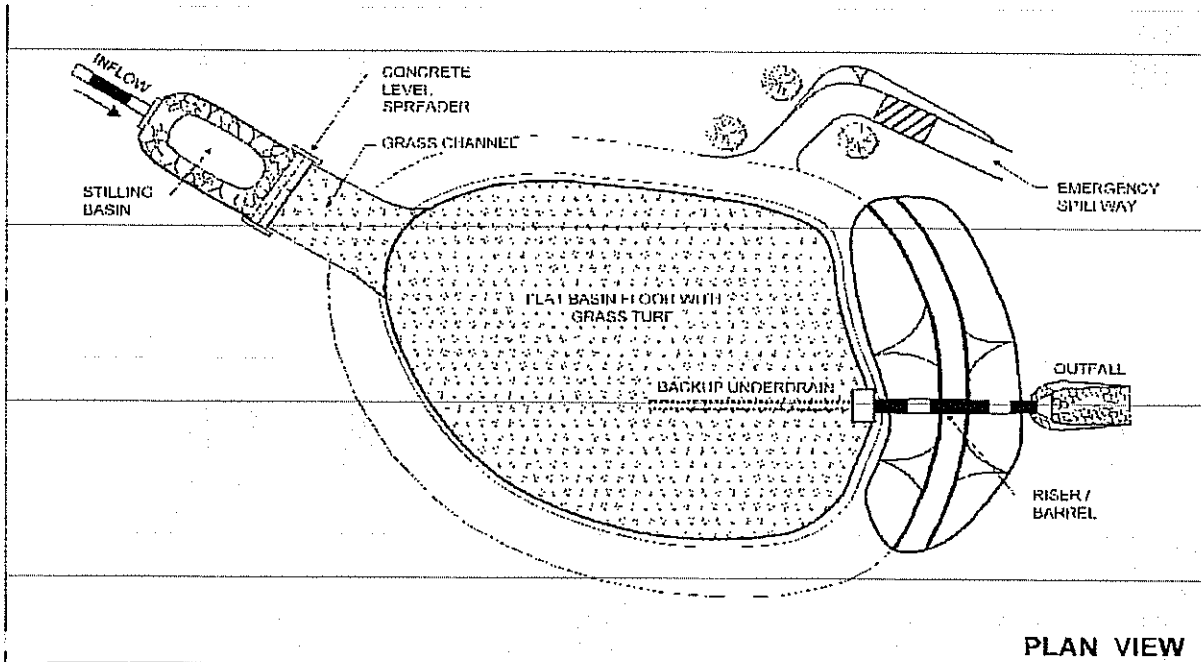 INFLOW
CONCRETE
LEVEL
SPREADER
GRASS CHANNEL
STILLING
BASIN
EMERGENCY
SPILLWAY
FLAT BASIN FLOOR WITH
GRASS TURF
BACKUP UNDERDRAIN
OUTFALL
RISER /
BARREL
PLAN VIEW